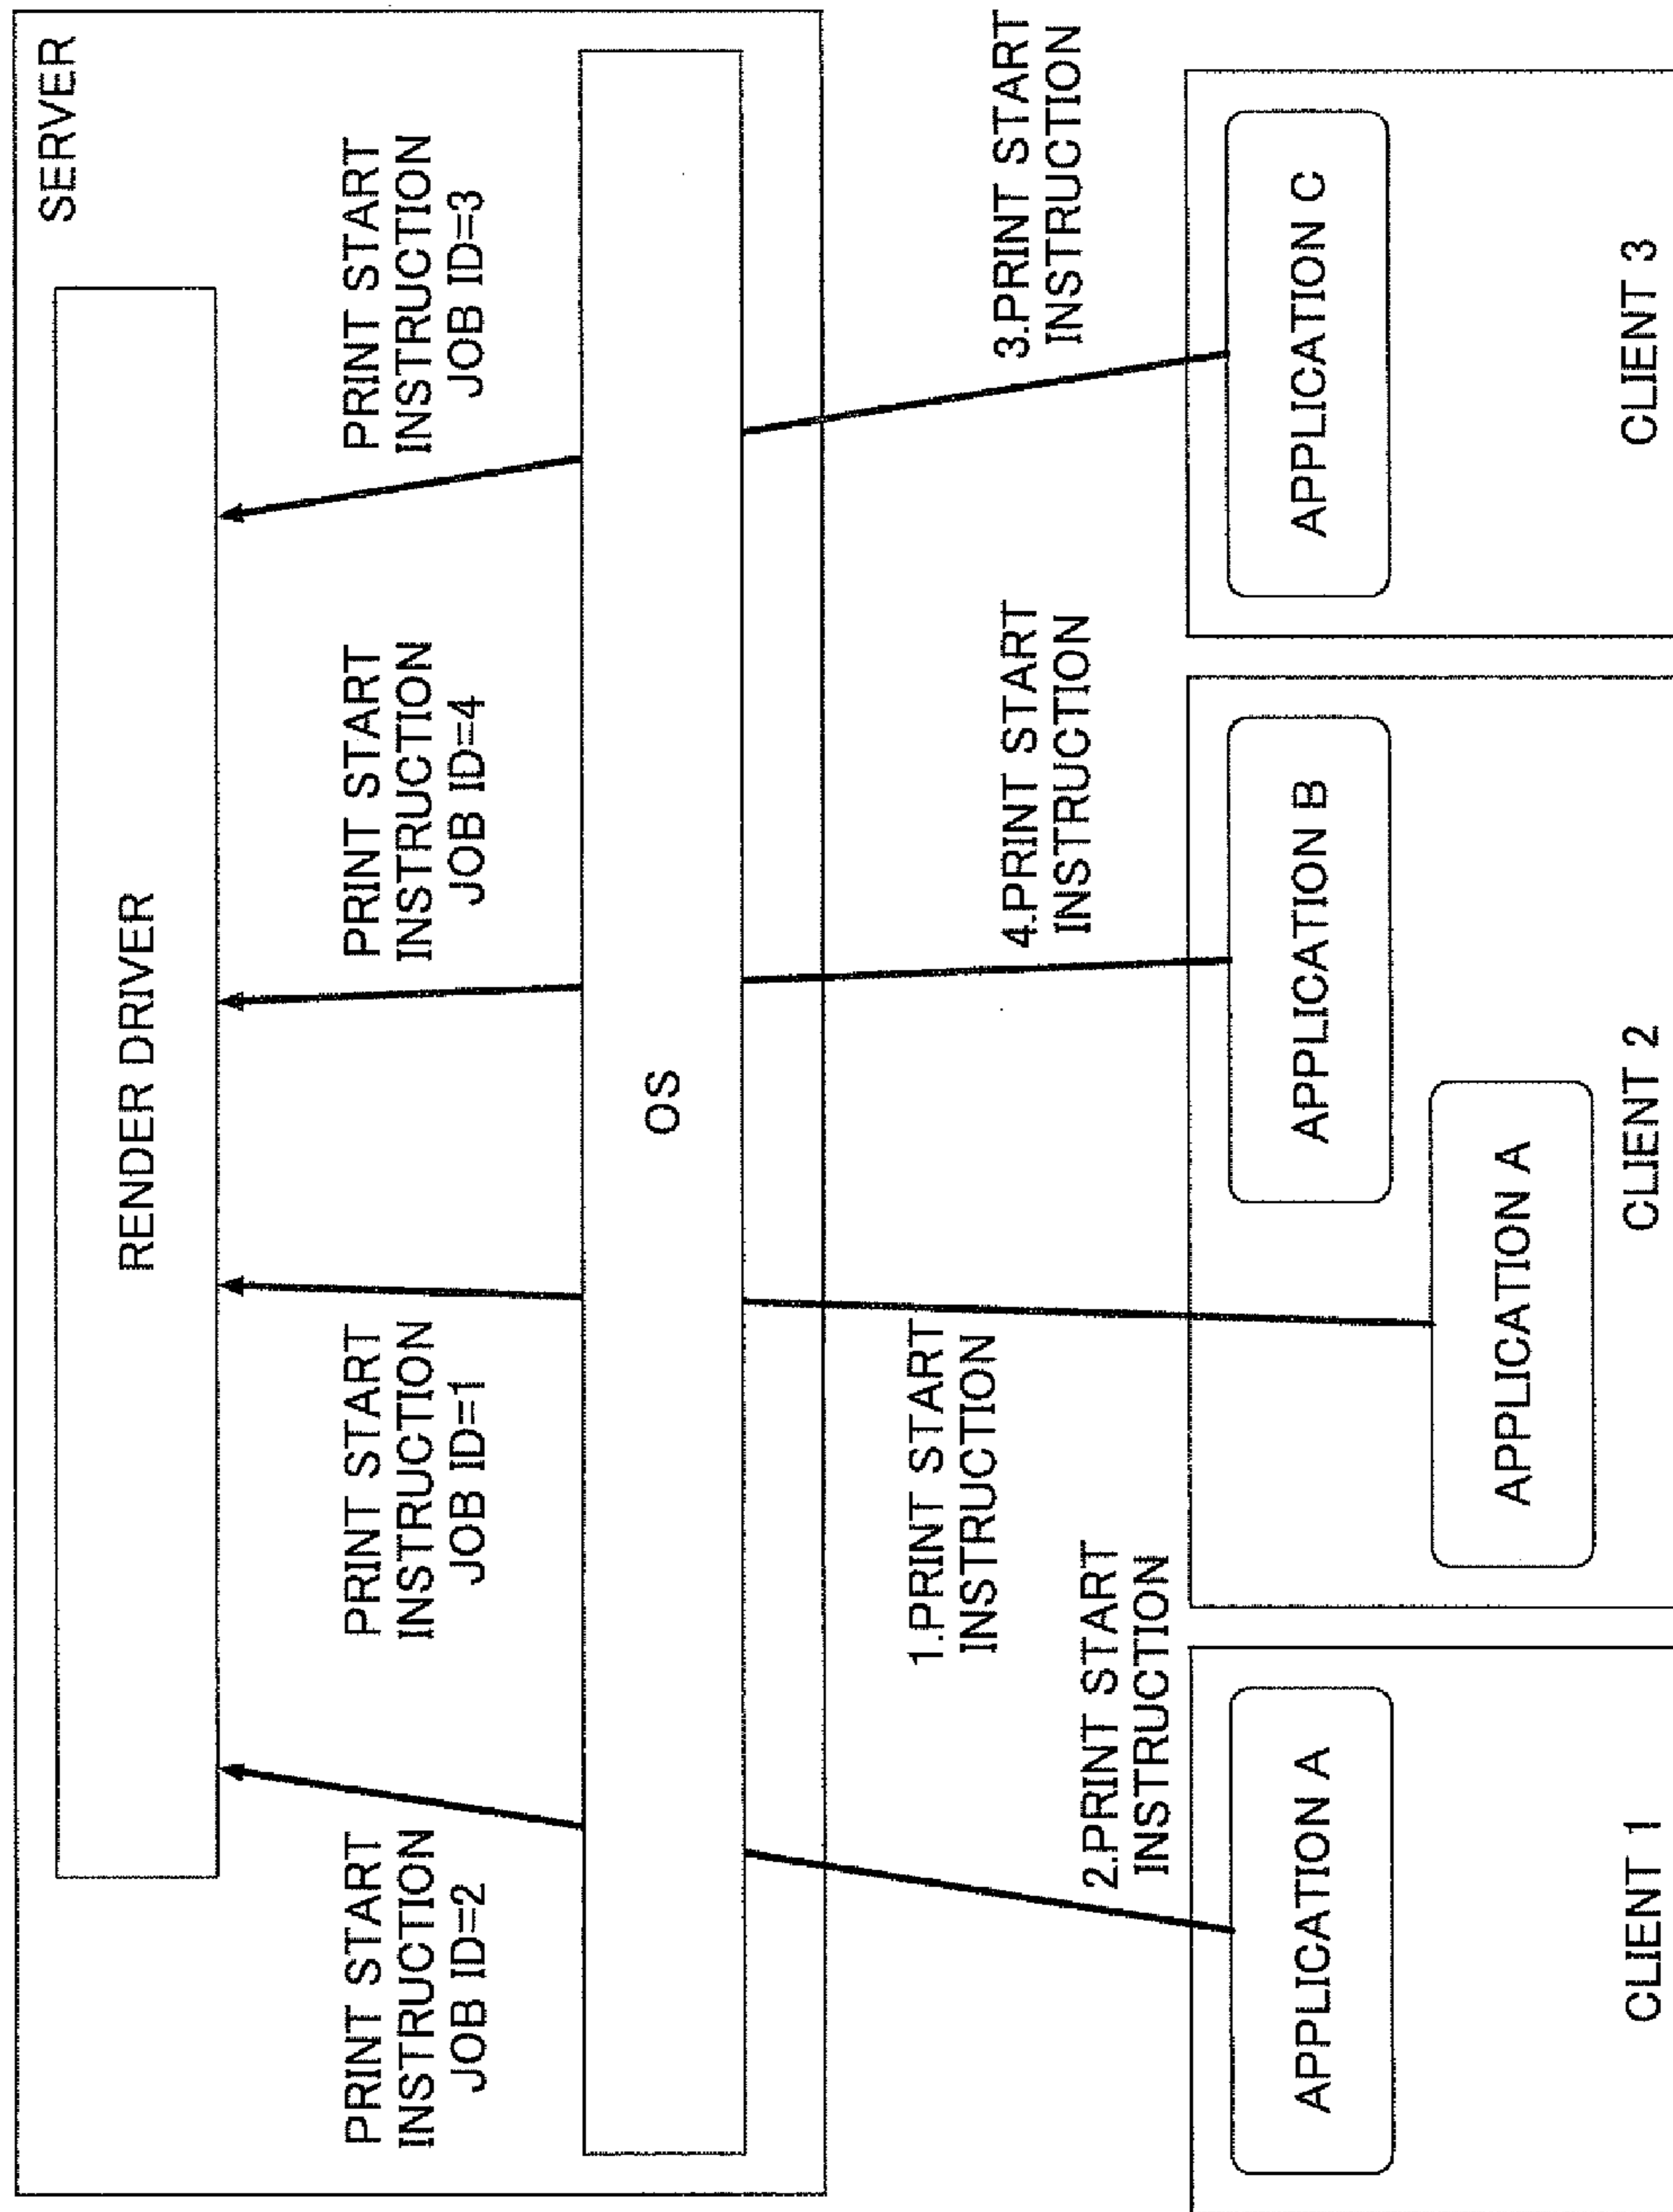 SERVER
RENDER DRIVER
PRINT START
INSTRUCTION
JOB ID=2
PRINT START
INSTRUCTION
JOB ID=1
PRINT START
INSTRUCTION
JOB ID=4
PRINT START
INSTRUCTION
JOB ID=3
OS
2.PRINT START
INSTRUCTION
1.PRINT START
INSTRUCTION
4.PRINT START
INSTRUCTION
3.PRINT START
INSTRUCTION
APPLICATION A
CLIENT 1
APPLICATION A
APPLICATION B
CLIENT 2
APPLICATION C
CLIENT 3